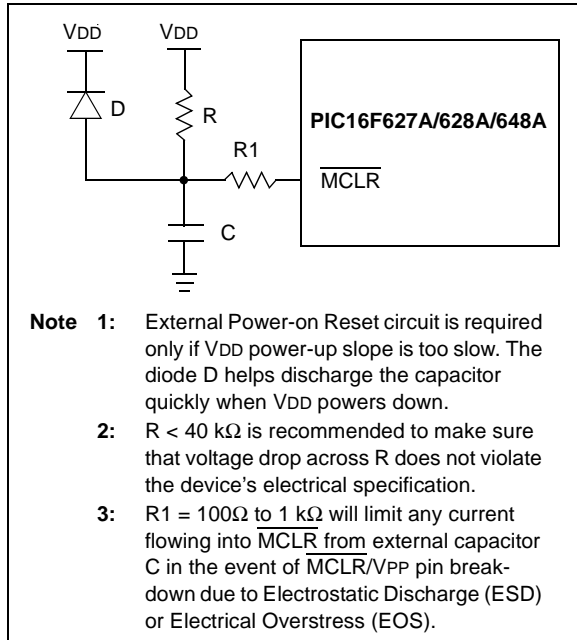 VDD VDD
D
R
PIC16F627A/628A/648A
R1
MCLR
C
Note 1: External Power-on Reset circuit is required
only if VDD power-up slope is too slow. The
diode D helps discharge the capacitor
quickly when VDD powers down.
2: R < 40 kΩ is recommended to make sure
that voltage drop across R does not violate
the device's electrical specification.
3: R1 = 100Ω to 1 kΩ will limit any current
flowing into MCLR from external capacitor
C in the event of MCLR/VPP pin break-
down due to Electrostatic Discharge (ESD)
or Electrical Overstress (EOS).